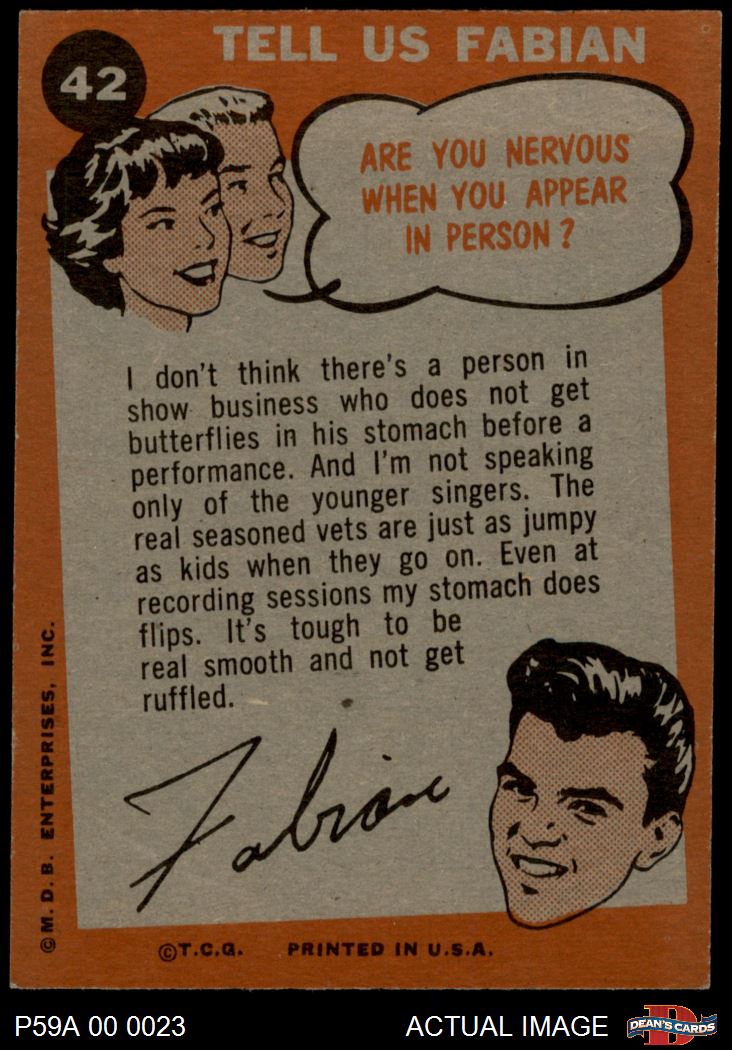 TELL US FABIAN
42
ARE YOU NERVOUS
WHEN YOU APPEAR
IN PERSON?
I don't think there's a person in
show business who does not get
butterflies in his stomach before a
performance. And I'm not speaking
only of the younger singers. The
real seasoned vets are just as jumpy
as kids when they go on. Even at
recording sessions my stomach does
flips. It's tough to be
real smooth and not get
ruffled.
Fabian
©M. D. B. ENTERPRISES, INC.
©T.C.G. PRINTED IN U.S.A.
P59A 00 0023
ACTUAL IMAGE
D
DEAN'S CARDS